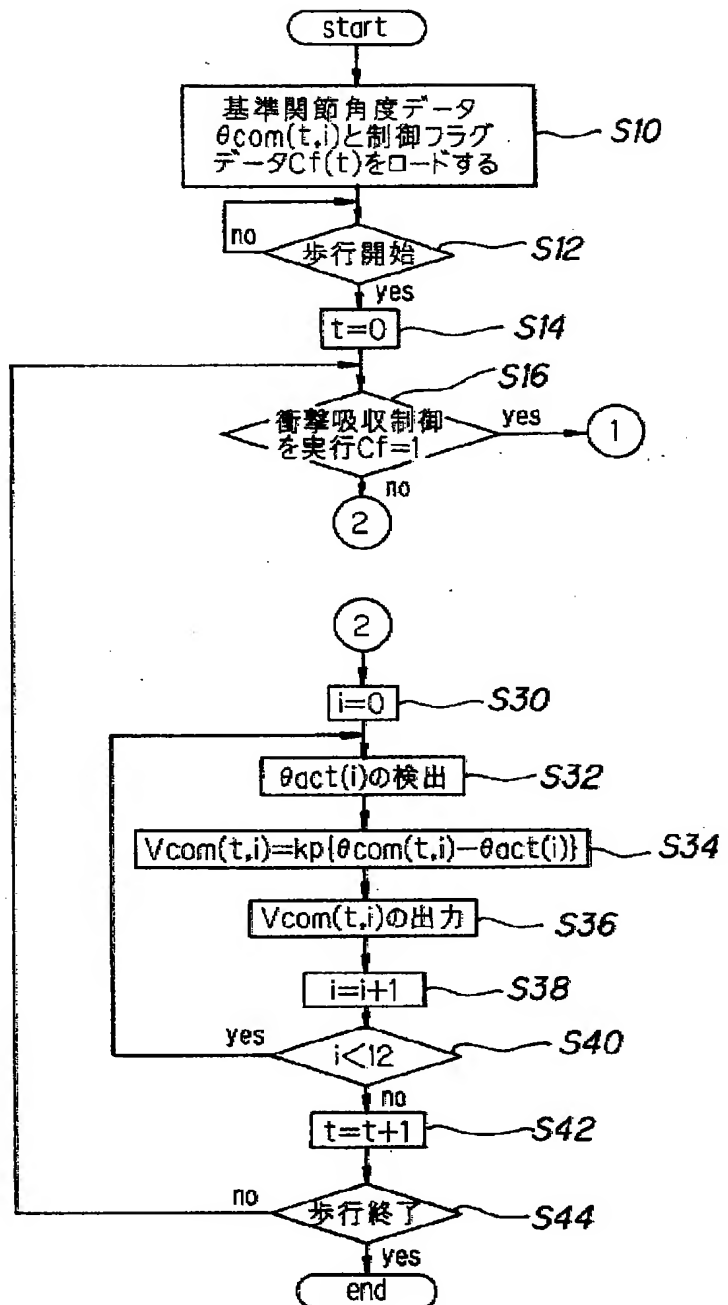 start
基準関節角度データ
θcom(t,i)と制御フラグ
データCf(t)をロードする
S10
no
歩行開始
S12
yes
t=0
S14
S16
衝撃吸収制御
を実行Cf=1
yes
1
no
2
2
i=0
S30
θact(i)の検出
S32
Vcom(t,i)=kp{θcom(t,i)-θact(i)}
S34
Vcom(t,i)の出力
S36
i=i+1
S38
yes
i<12
S40
no
t=t+1
S42
no
歩行終了
S44
yes
end